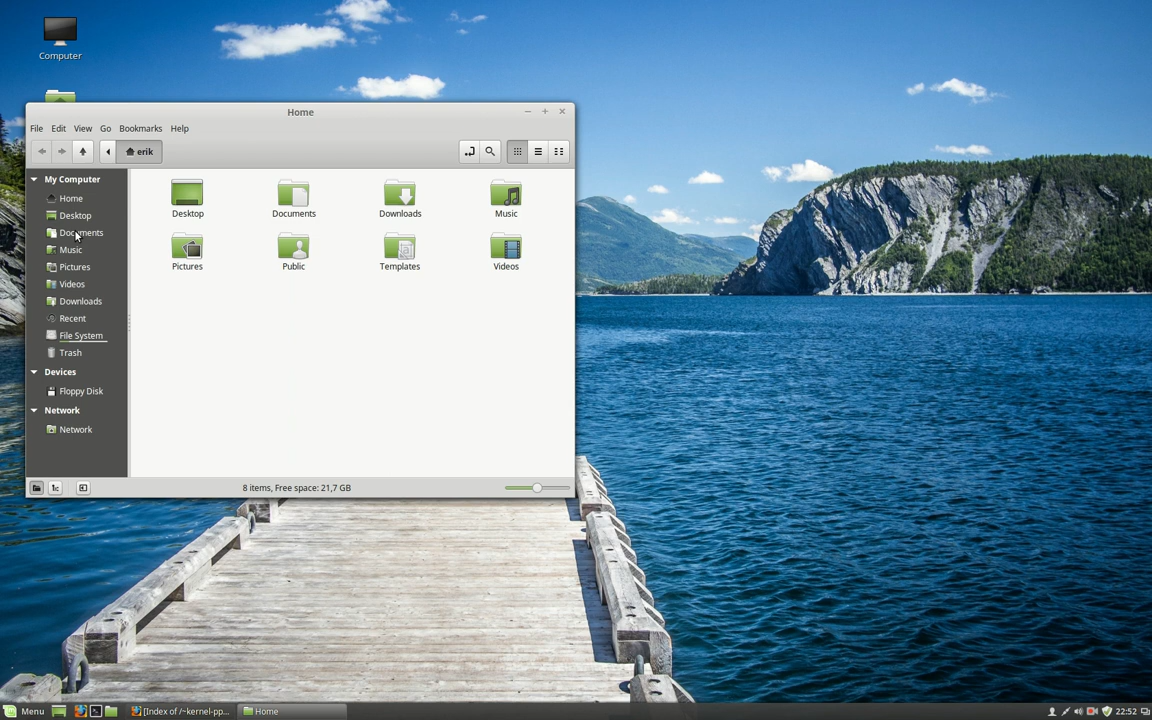 Computer
Home
File Edit View Go Bookmarks Help
erik
My Computer
Home
Desktop
Documents
Music
Pictures
Videos
Downloads
Recent
File System
Trash
Devices
Floppy Disk
Network
Network
Desktop Documents Downloads Music
Pictures Public Templates Videos
8 items, Free space: 21,7 GB
Menu [Index of /~kernel-pp... Home 22:52